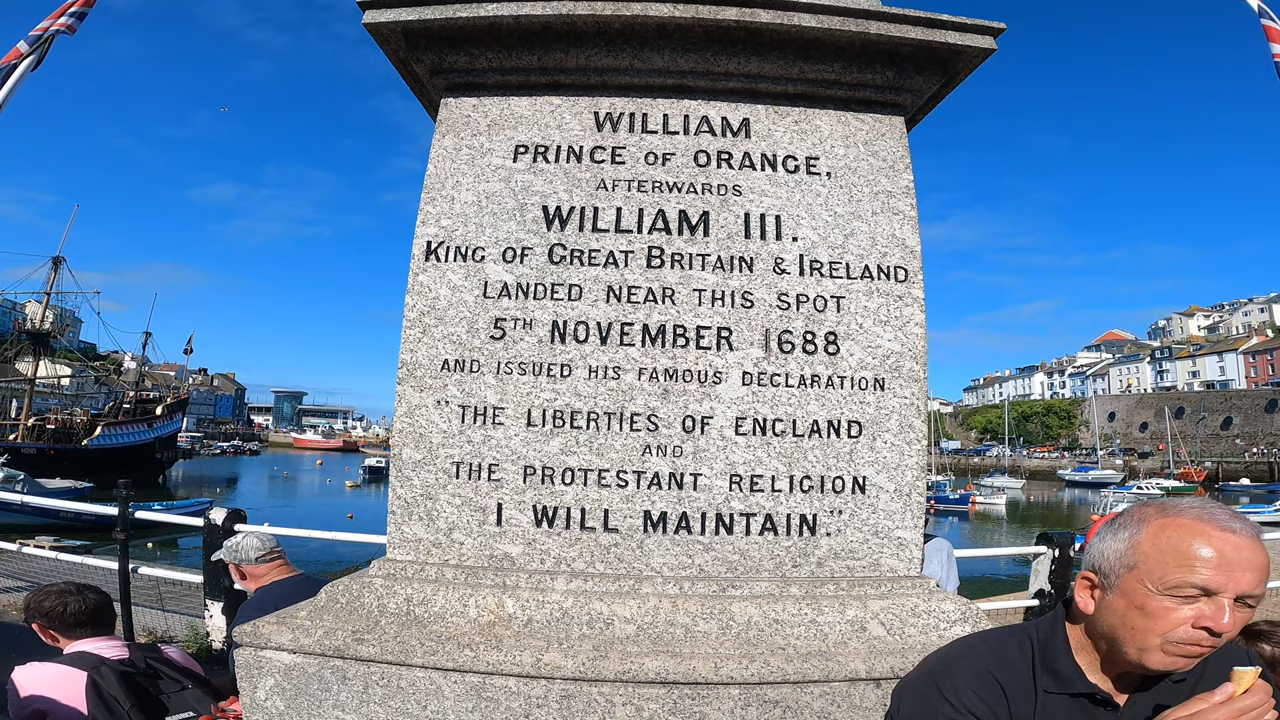 WILLIAM
PRINCE OF ORANGE,
AFTERWARDS
WILLIAM III.
KING OF GREAT BRITAIN & IRELAND
LANDED NEAR THIS SPOT
5TH NOVEMBER 1688
AND ISSUED HIS FAMOUS DECLARATION
"THE LIBERTIES OF ENGLAND
AND
THE PROTESTANT RELIGION
I WILL MAINTAIN."